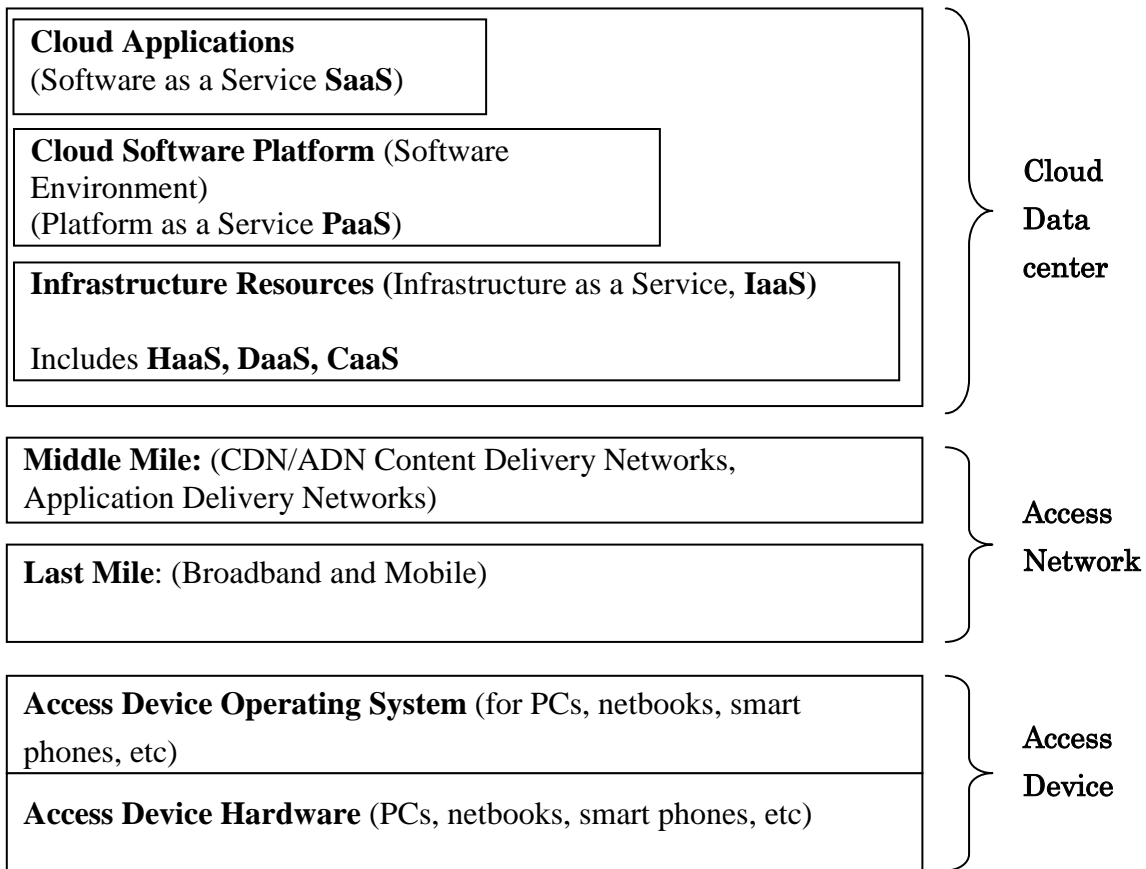 Cloud Applications
(Software as a Service SaaS)
Cloud Software Platform (Software
Environment)
(Platform as a Service PaaS)
Infrastructure Resources (Infrastructure as a Service, IaaS)
Includes HaaS, DaaS, CaaS
Cloud
Data
center
Middle Mile: (CDN/ADN Content Delivery Networks,
Application Delivery Networks)
Last Mile: (Broadband and Mobile)
Access
Network
Access Device Operating System (for PCs, netbooks, smart
phones, etc)
Access Device Hardware (PCs, netbooks, smart phones, etc)
Access
Device